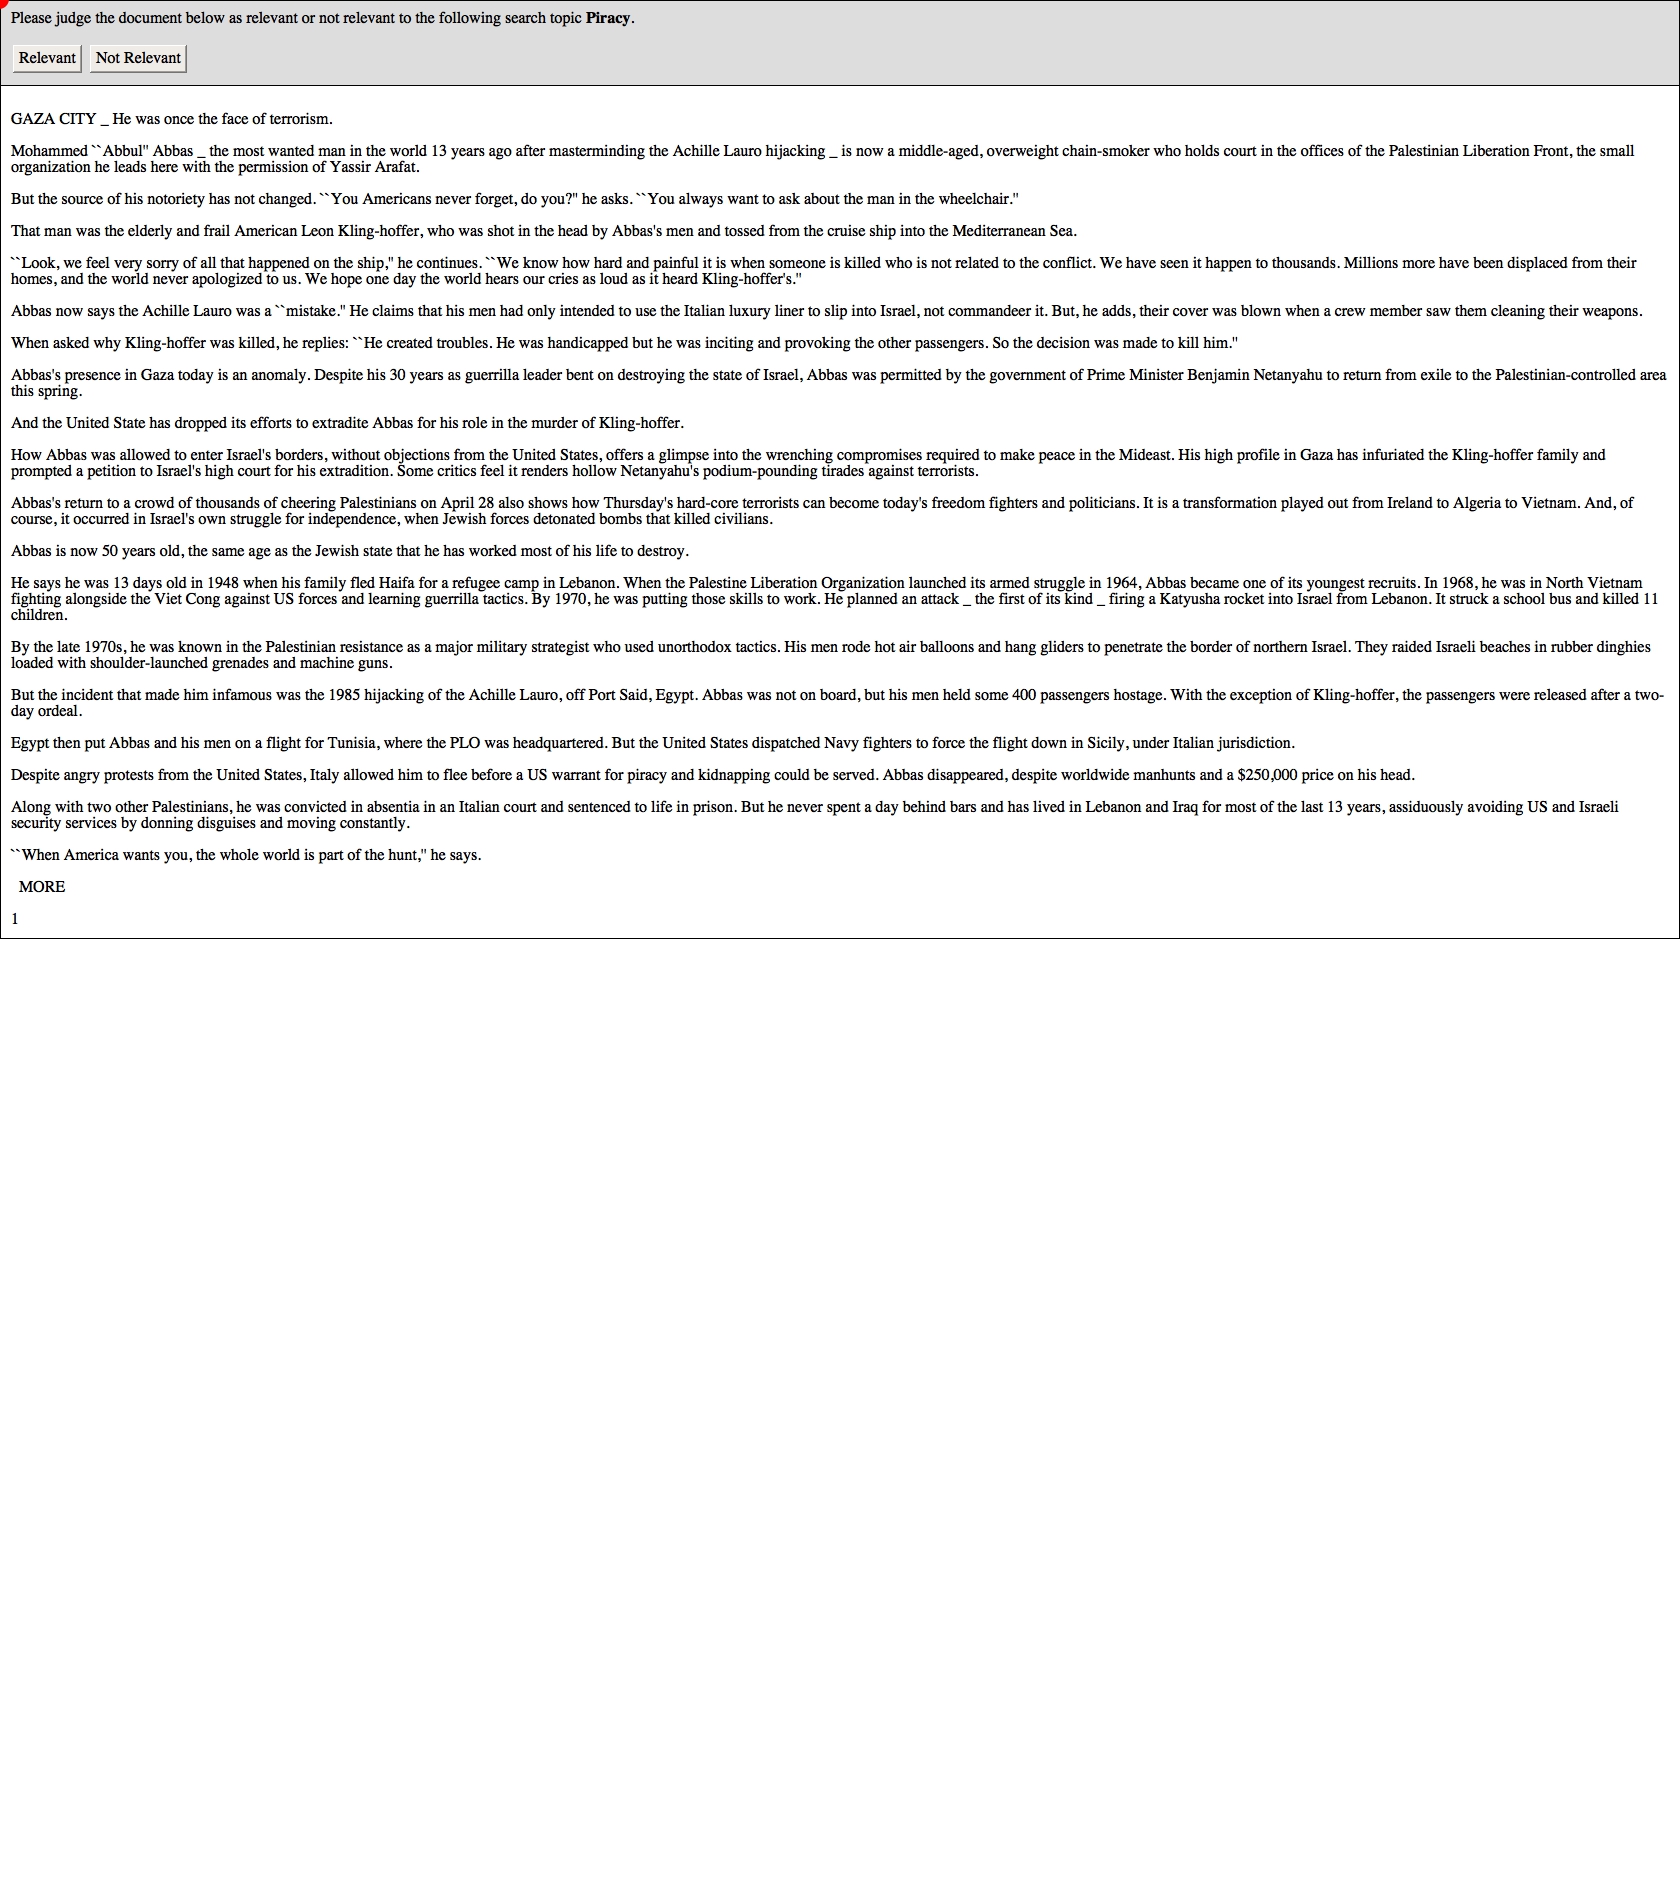 Please judge the document below as relevant or not relevant to the following search topic Piracy.
Relevant Not Relevant
GAZA CITY _ He was once the face of terrorism.
Mohammed ``Abbul'' Abbas _ the most wanted man in the world 13 years ago after masterminding the Achille Lauro hijacking _ is now a middle-aged, overweight chain-smoker who holds court in the offices of the Palestinian Liberation Front, the small
organization he leads here with the permission of Yassir Arafat.
But the source of his notoriety has not changed. ``You Americans never forget, do you?'' he asks. ``You always want to ask about the man in the wheelchair.''
That man was the elderly and frail American Leon Kling-hoffer, who was shot in the head by Abbas's men and tossed from the cruise ship into the Mediterranean Sea.
``Look, we feel very sorry of all that happened on the ship,'' he continues. ``We know how hard and painful it is when someone is killed who is not related to the conflict. We have seen it happen to thousands. Millions more have been displaced from their
homes, and the world never apologized to us. We hope one day the world hears our cries as loud as it heard Kling-hoffer's.''
Abbas now says the Achille Lauro was a ``mistake.'' He claims that his men had only intended to use the Italian luxury liner to slip into Israel, not commandeer it. But, he adds, their cover was blown when a crew member saw them cleaning their weapons.
When asked why Kling-hoffer was killed, he replies: ``He created troubles. He was handicapped but he was inciting and provoking the other passengers. So the decision was made to kill him.''
Abbas's presence in Gaza today is an anomaly. Despite his 30 years as guerrilla leader bent on destroying the state of Israel, Abbas was permitted by the government of Prime Minister Benjamin Netanyahu to return from exile to the Palestinian-controlled area
this spring.
And the United State has dropped its efforts to extradite Abbas for his role in the murder of Kling-hoffer.
How Abbas was allowed to enter Israel's borders, without objections from the United States, offers a glimpse into the wrenching compromises required to make peace in the Mideast. His high profile in Gaza has infuriated the Kling-hoffer family and
prompted a petition to Israel's high court for his extradition. Some critics feel it renders hollow Netanyahu's podium-pounding tirades against terrorists.
Abbas's return to a crowd of thousands of cheering Palestinians on April 28 also shows how Thursday's hard-core terrorists can become today's freedom fighters and politicians. It is a transformation played out from Ireland to Algeria to Vietnam. And, of
course, it occurred in Israel's own struggle for independence, when Jewish forces detonated bombs that killed civilians.
Abbas is now 50 years old, the same age as the Jewish state that he has worked most of his life to destroy.
He says he was 13 days old in 1948 when his family fled Haifa for a refugee camp in Lebanon. When the Palestine Liberation Organization launched its armed struggle in 1964, Abbas became one of its youngest recruits. In 1968, he was in North Vietnam
fighting alongside the Viet Cong against US forces and learning guerrilla tactics. By 1970, he was putting those skills to work. He planned an attack _ the first of its kind _ firing a Katyusha rocket into Israel from Lebanon. It struck a school bus and killed 11
children.
By the late 1970s, he was known in the Palestinian resistance as a major military strategist who used unorthodox tactics. His men rode hot air balloons and hang gliders to penetrate the border of northern Israel. They raided Israeli beaches in rubber dinghies
loaded with shoulder-launched grenades and machine guns.
But the incident that made him infamous was the 1985 hijacking of the Achille Lauro, off Port Said, Egypt. Abbas was not on board, but his men held some 400 passengers hostage. With the exception of Kling-hoffer, the passengers were released after a two-
day ordeal.
Egypt then put Abbas and his men on a flight for Tunisia, where the PLO was headquartered. But the United States dispatched Navy fighters to force the flight down in Sicily, under Italian jurisdiction.
Despite angry protests from the United States, Italy allowed him to flee before a US warrant for piracy and kidnapping could be served. Abbas disappeared, despite worldwide manhunts and a $250,000 price on his head.
Along with two other Palestinians, he was convicted in absentia in an Italian court and sentenced to life in prison. But he never spent a day behind bars and has lived in Lebanon and Iraq for most of the last 13 years, assiduously avoiding US and Israeli
security services by donning disguises and moving constantly.
``When America wants you, the whole world is part of the hunt,'' he says.
MORE
1